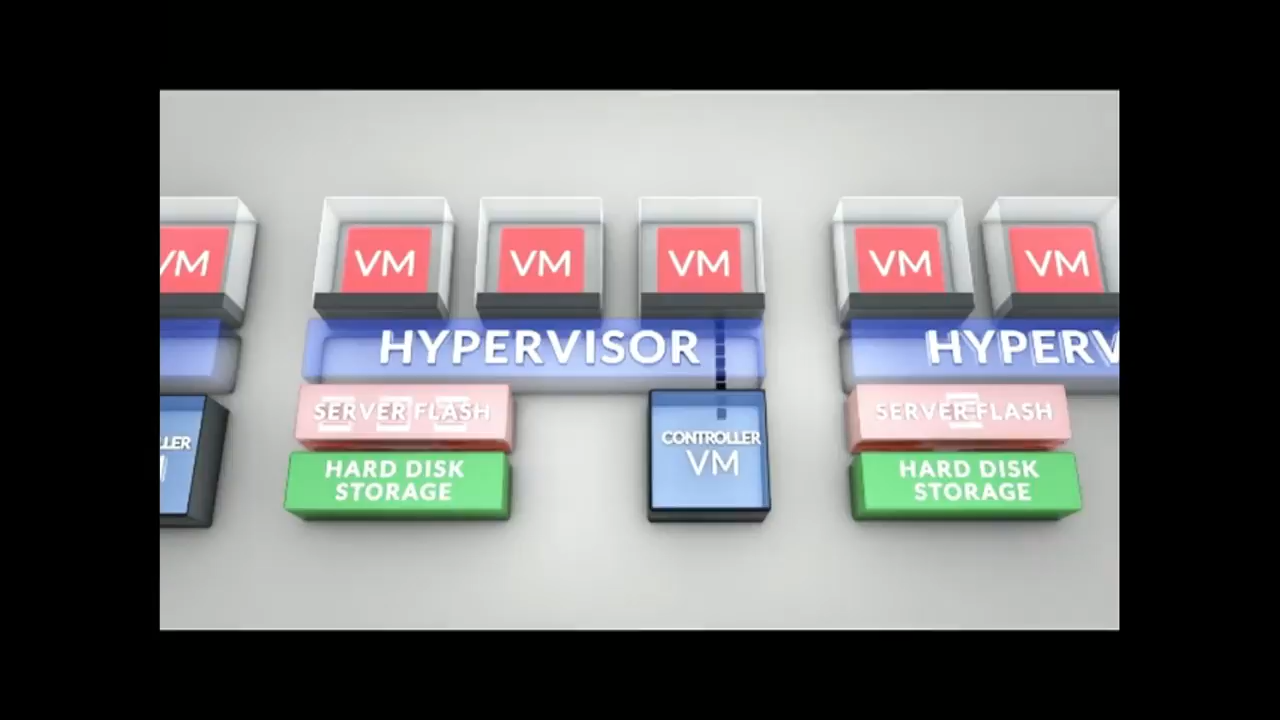 VM
VM
VM
VM
VM
VM
HYPERVISOR
SERVER FLASH
SERVER FLASH
CONTROLLER
VM
HARD DISK
STORAGE
HARD DISK
STORAGE